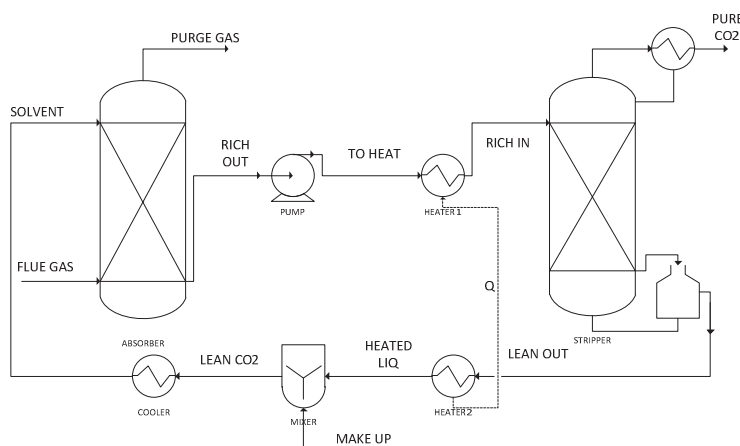 PURGE GAS
PURE
CO2
SOLVENT
RICH
OUT
TO HEAT
RICH IN
PUMP
HEATER 1
FLUE GAS
Q
ABSORBER
STRIPPER
LEAN CO2
HEATED
LIQ
LEAN OUT
COOLER
MIXER
HEATER 2
MAKE UP